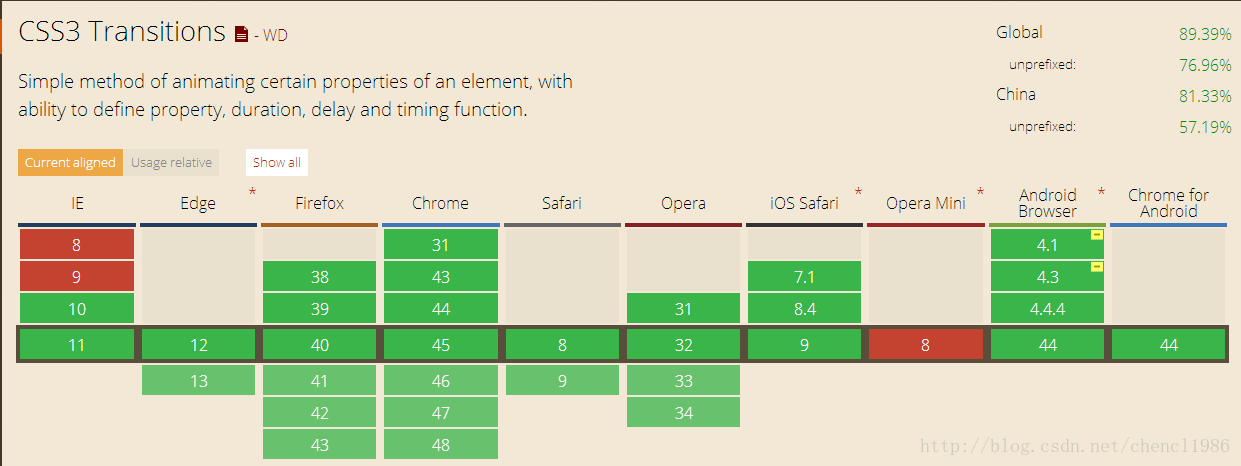 CSS3 Transitions - WD
Global 89.39%
unprefixed: 76.96%
China 81.33%
unprefixed: 57.19%
Simple method of animating certain properties of an element, with
ability to define property, duration, delay and timing function.
Current aligned Usage relative Show all
IE Edge * Firefox Chrome Safari Opera iOS Safari * Opera Mini * Android Browser * Chrome for Android
8 31 4.1
9 38 43 7.1 4.3
10 39 44 31 8.4 4.4.4
11 12 40 45 8 32 9 8 44 44
13 41 46 9 33
42 47 34
43 48
http://blog.csdn.net/chencl1986